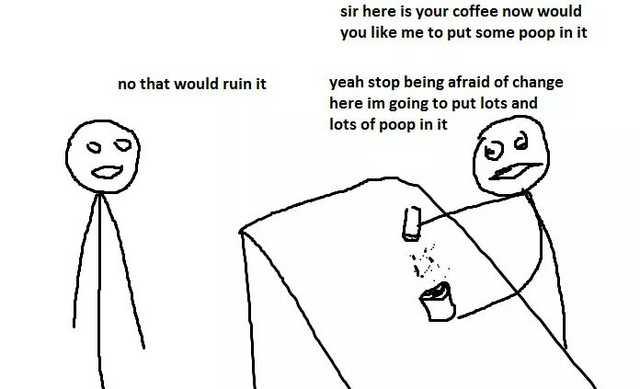 sir here is your coffee now would
you like me to put some poop in it
no that would ruin it
yeah stop being afraid of change
here im going to put lots and
lots of poop in it